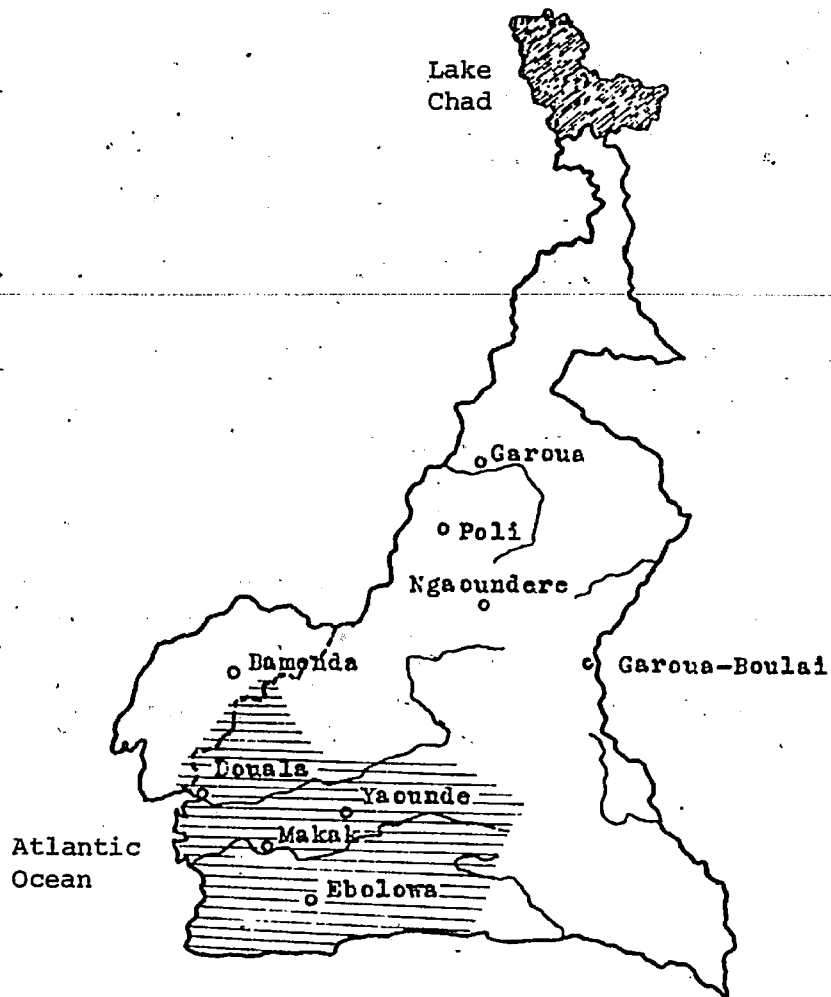 Lake
Chad
Garoua
Poli
Ngaoundere
Bamenda
Garoua-Boulai
Douala
Yaounde
Makak
Atlantic
Ocean
Ebolowa